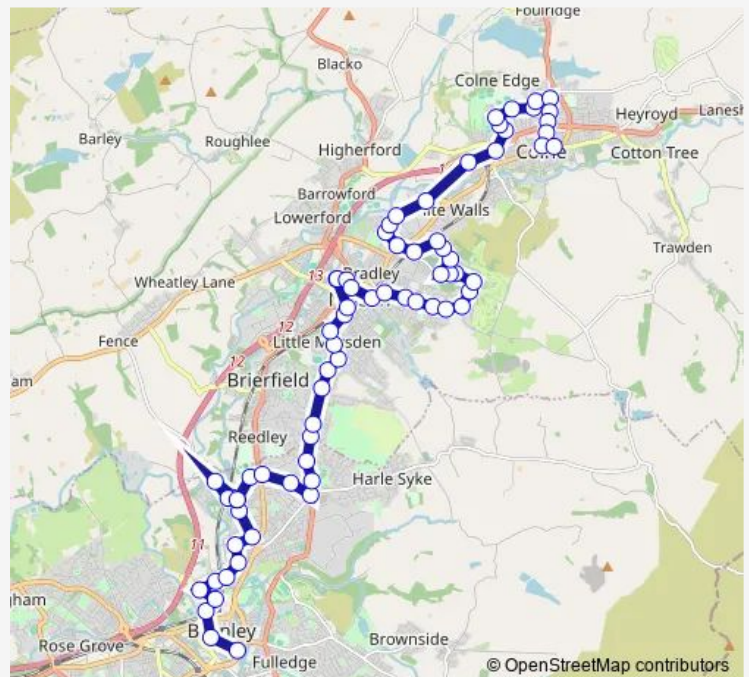 Foulridge
Blacko
Colne Edge
Heyroyd
Barley
Roughlee
Higherford
Colne
Cotton Tree
Barrowford
Lowerford
Trawden
Wheatley Lane
13
Bradley
12
Fence
Little Marsden
12
Brierfield
Reedley
Harle Syke
11
Rose Grove
Brownside
Fulledge
© OpenStreetMap contributors